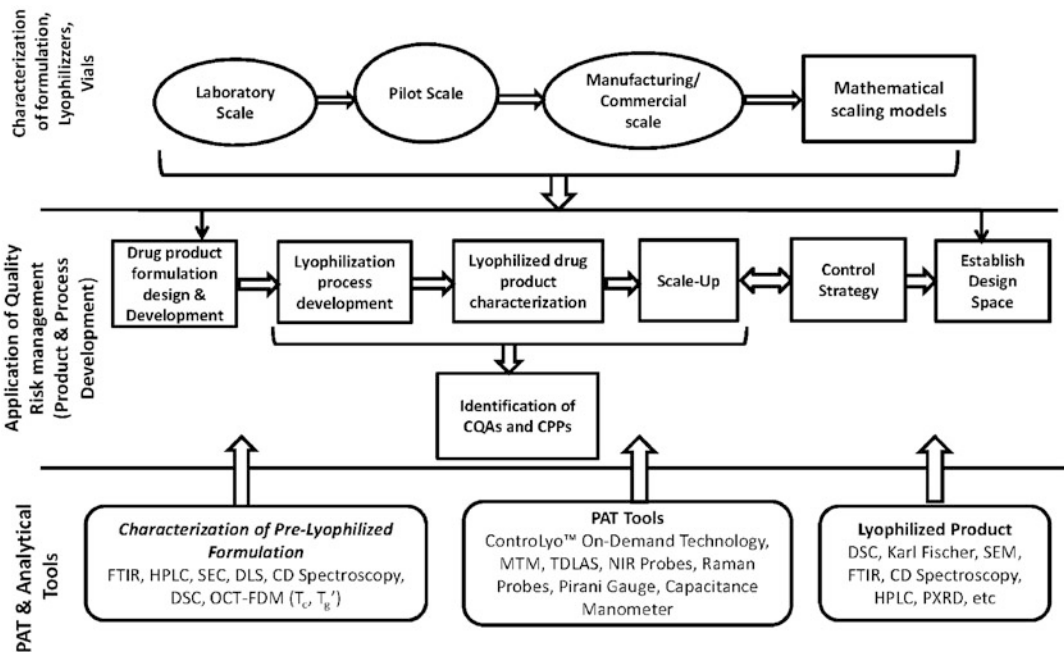 Characterization
of formulation,
Lyophilizzers,
Vials
Laboratory
Scale
Pilot Scale
Manufacturing/
Commercial
scale
Mathematical
scaling models
Application of Quality
Risk management
(Product & Process
Development)
Drug product
formulation
design &
Development
Lyophilization
process
development
Lyophilized drug
product
characterization
Scale-Up
Control
Strategy
Establish
Design
Space
Identification of
CQAs and CPPs
PAT & Analytical
Tools
Characterization of Pre-Lyophilized
Formulation
FTIR, HPLC, SEC, DLS, CD Spectroscopy,
DSC, OCT-FDM (Tc, Tg’)
PAT Tools
ControLyo™ On-Demand Technology,
MTM, TDLAS, NIR Probes, Raman
Probes, Pirani Gauge, Capacitance
Manometer
Lyophilized Product
DSC, Karl Fischer, SEM,
FTIR, CD Spectroscopy,
HPLC, PXRD, etc